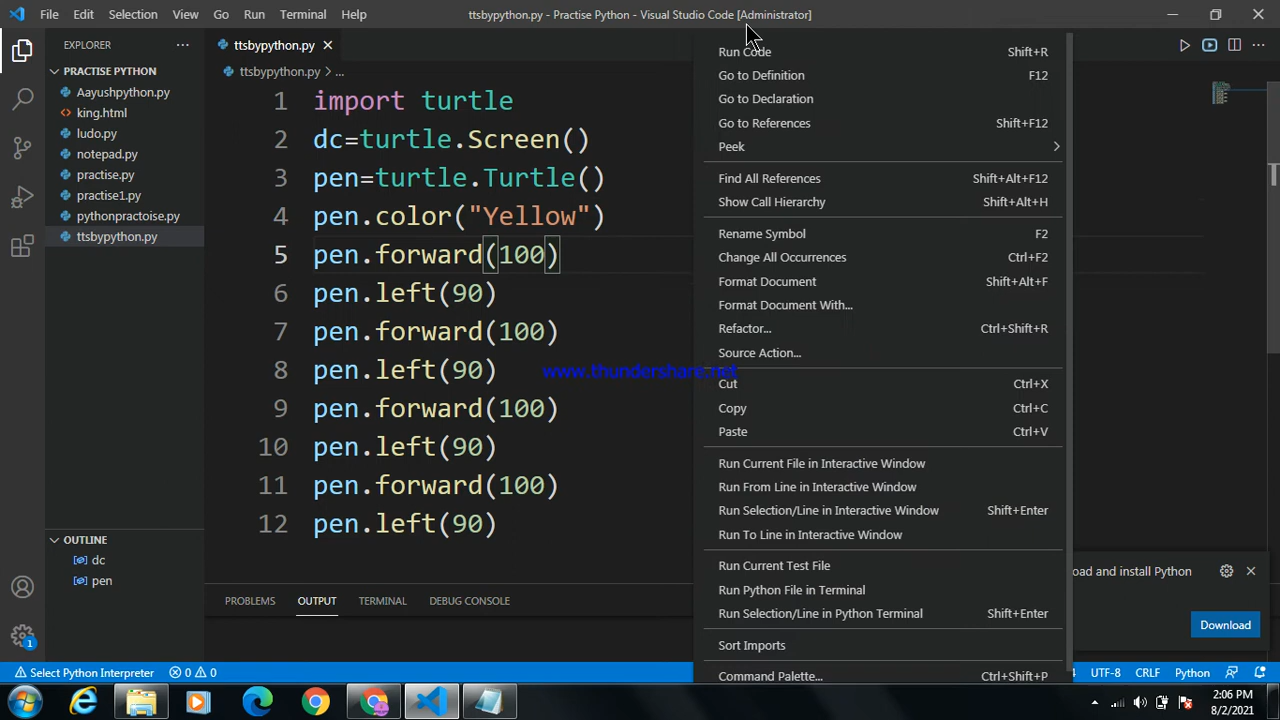 File Edit Selection View Go Run Terminal Help ttsbypython.py - Practise Python - Visual Studio Code [Administrator]
EXPLORER
PRACTISE PYTHON
Aayushpython.py
king.html
ludo.py
notepad.py
practise.py
practise1.py
pythonpractoise.py
ttsbypython.py
OUTLINE
dc
pen
ttsbypython.py
ttsbypython.py > ...
1 import turtle
2 dc=turtle.Screen()
3 pen=turtle.Turtle()
4 pen.color("Yellow")
5 pen.forward(100)
6 pen.left(90)
7 pen.forward(100)
8 pen.left(90)
9 pen.forward(100)
10 pen.left(90)
11 pen.forward(100)
12 pen.left(90)
www.thundershare.net
Run Code Shift+R
Go to Definition F12
Go to Declaration
Go to References Shift+F12
Peek
Find All References Shift+Alt+F12
Show Call Hierarchy Shift+Alt+H
Rename Symbol F2
Change All Occurrences Ctrl+F2
Format Document Shift+Alt+F
Format Document With...
Refactor... Ctrl+Shift+R
Source Action...
Cut Ctrl+X
Copy Ctrl+C
Paste Ctrl+V
Run Current File in Interactive Window
Run From Line in Interactive Window
Run Selection/Line in Interactive Window Shift+Enter
Run To Line in Interactive Window
Run Current Test File
Run Python File in Terminal
Run Selection/Line in Python Terminal Shift+Enter
Sort Imports
Command Palette... Ctrl+Shift+P
PROBLEMS OUTPUT TERMINAL DEBUG CONSOLE
and install Python
Download
Select Python Interpreter 0 0 UTF-8 CRLF Python
1
2:06 PM
8/2/2021